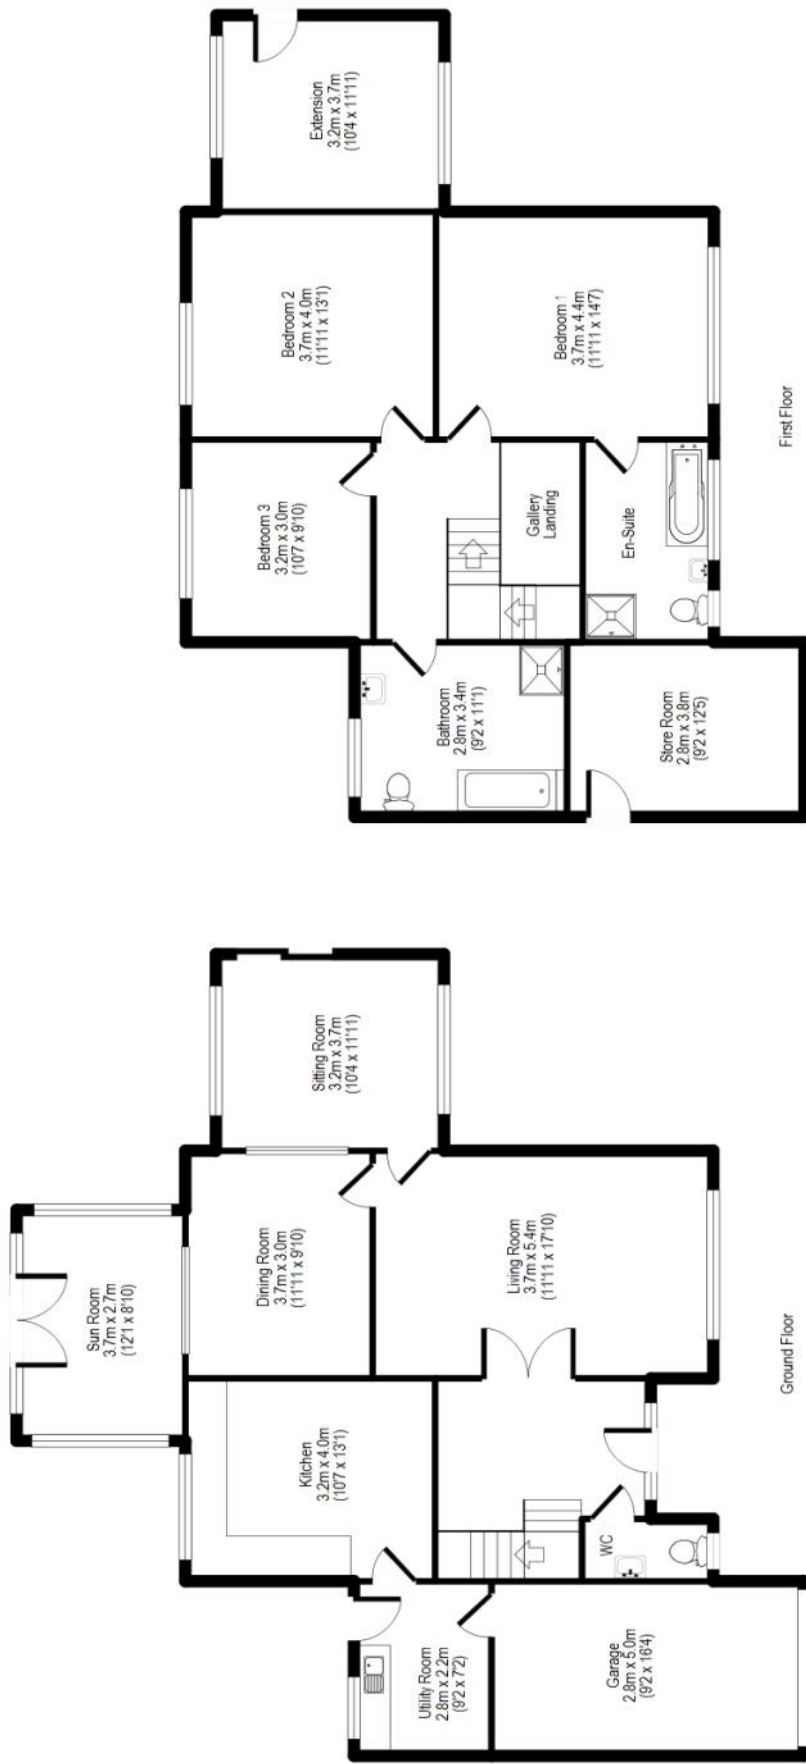 Sun Room
3.7m x 2.7m
(12'1 x 8'10)
Kitchen
3.2m x 4.0m
(10'7 x 13'1)
Dining Room
3.7m x 3.0m
(11'11 x 9'10)
Sitting Room
3.2m x 3.7m
(10'4 x 11'11)
Utility Room
2.8m x 2.2m
(9'2 x 7'2)
Living Room
3.7m x 5.4m
(11'11 x 17'10)
WC
Garage
2.8m x 5.0m
(9'2 x 16'4)
Ground Floor
Bedroom 3
3.2m x 3.0m
(10'7 x 9'10)
Bedroom 2
3.7m x 4.0m
(11'11 x 13'1)
Extension
3.2m x 3.7m
(10'4 x 11'11)
Bathroom
2.8m x 3.4m
(9'2 x 11'1)
Gallery
Landing
Bedroom 1
3.7m x 4.4m
(11'11 x 14'7)
En-Suite
Store Room
2.8m x 3.8m
(9'2 x 12'5)
First Floor